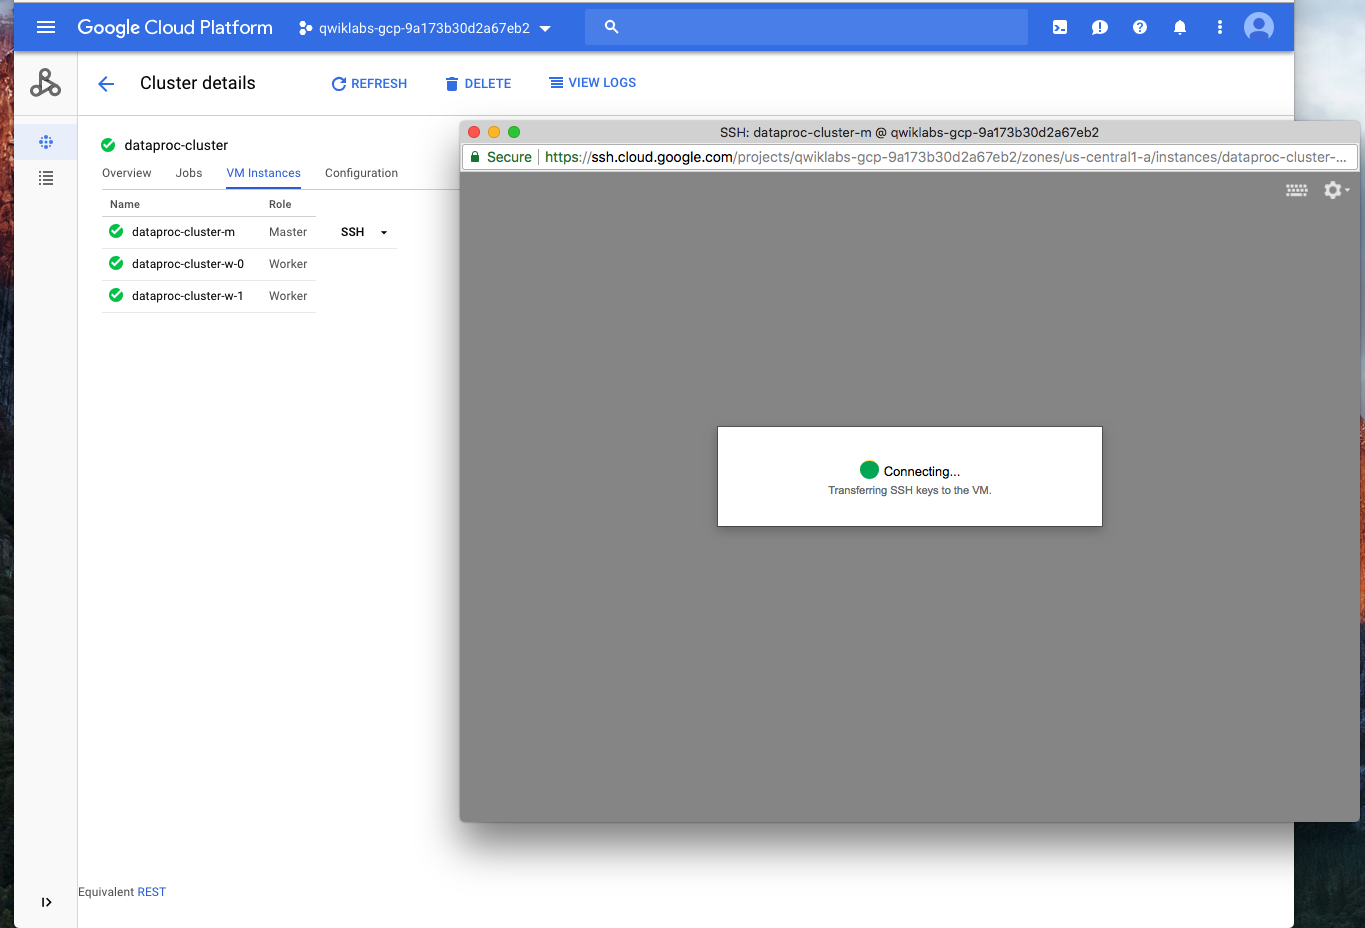 Google Cloud Platform
qwiklabs-gcp-9a173b30d2a67eb2
Cluster details
REFRESH
DELETE
VIEW LOGS
dataproc-cluster
Overview
Jobs
VM Instances
Configuration
Name
Role
dataproc-cluster-m
Master
SSH
dataproc-cluster-w-0
Worker
dataproc-cluster-w-1
Worker
Equivalent REST
SSH: dataproc-cluster-m @ qwiklabs-gcp-9a173b30d2a67eb2
Secure
https://ssh.cloud.google.com/projects/qwiklabs-gcp-9a173b30d2a67eb2/zones/us-central1-a/instances/dataproc-cluster-...
Connecting...
Transferring SSH keys to the VM.